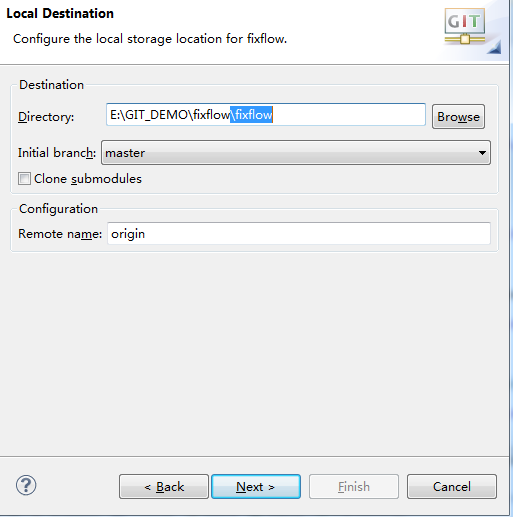 Local Destination
Configure the local storage location for fixflow.
GIT
Destination
Directory: E:\GIT_DEMO\fixflow\fixflow Browse
Initial branch: master
Clone submodules
Configuration
Remote name: origin
? < Back Next > Finish Cancel